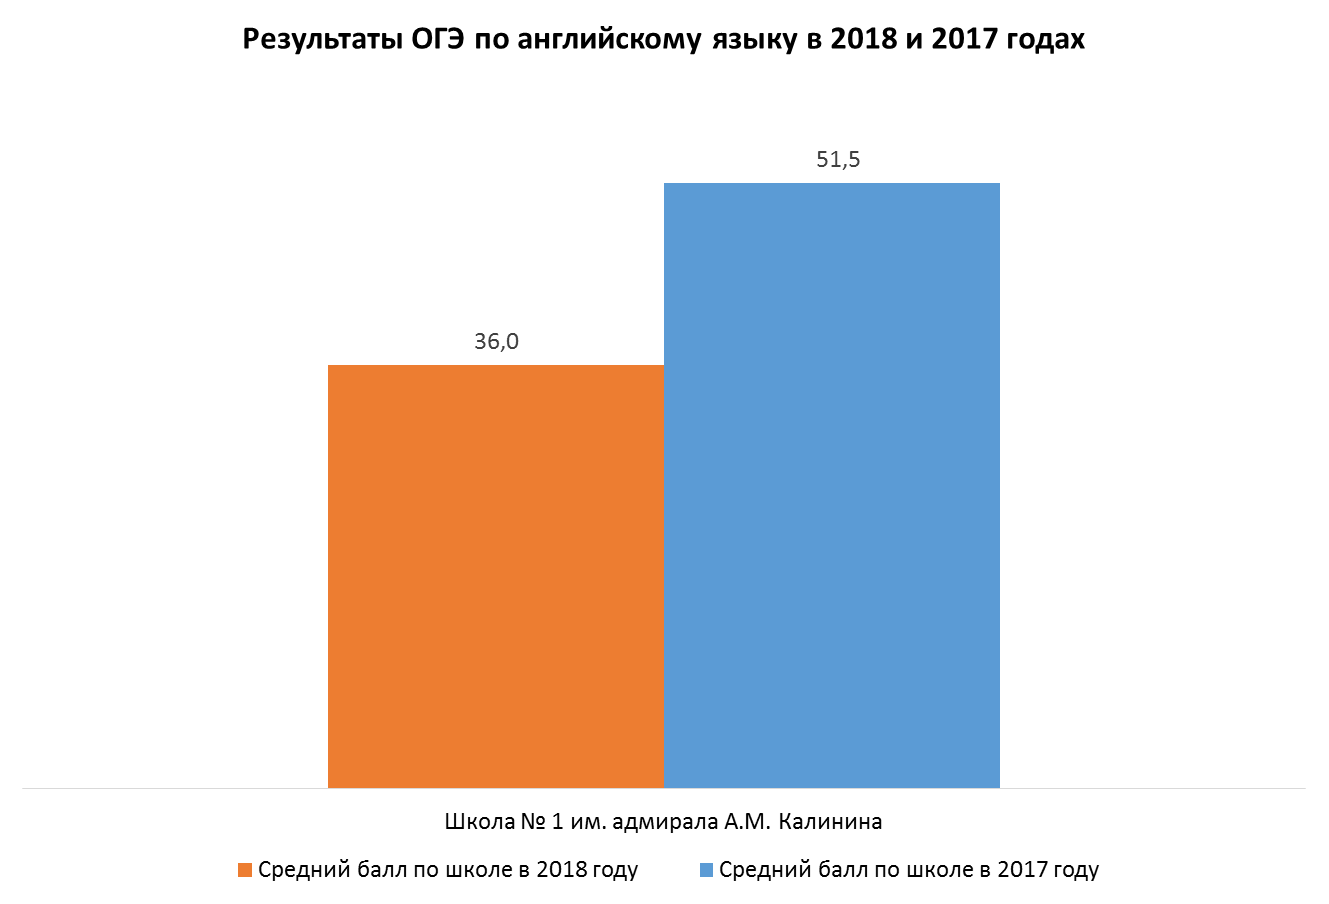 Результаты ОГЭ по английскому языку в 2018 и 2017 годах
51,5
36,0
Школа № 1 им. адмирала А.М. Калинина
Средний балл по школе в 2018 году
Средний балл по школе в 2017 году